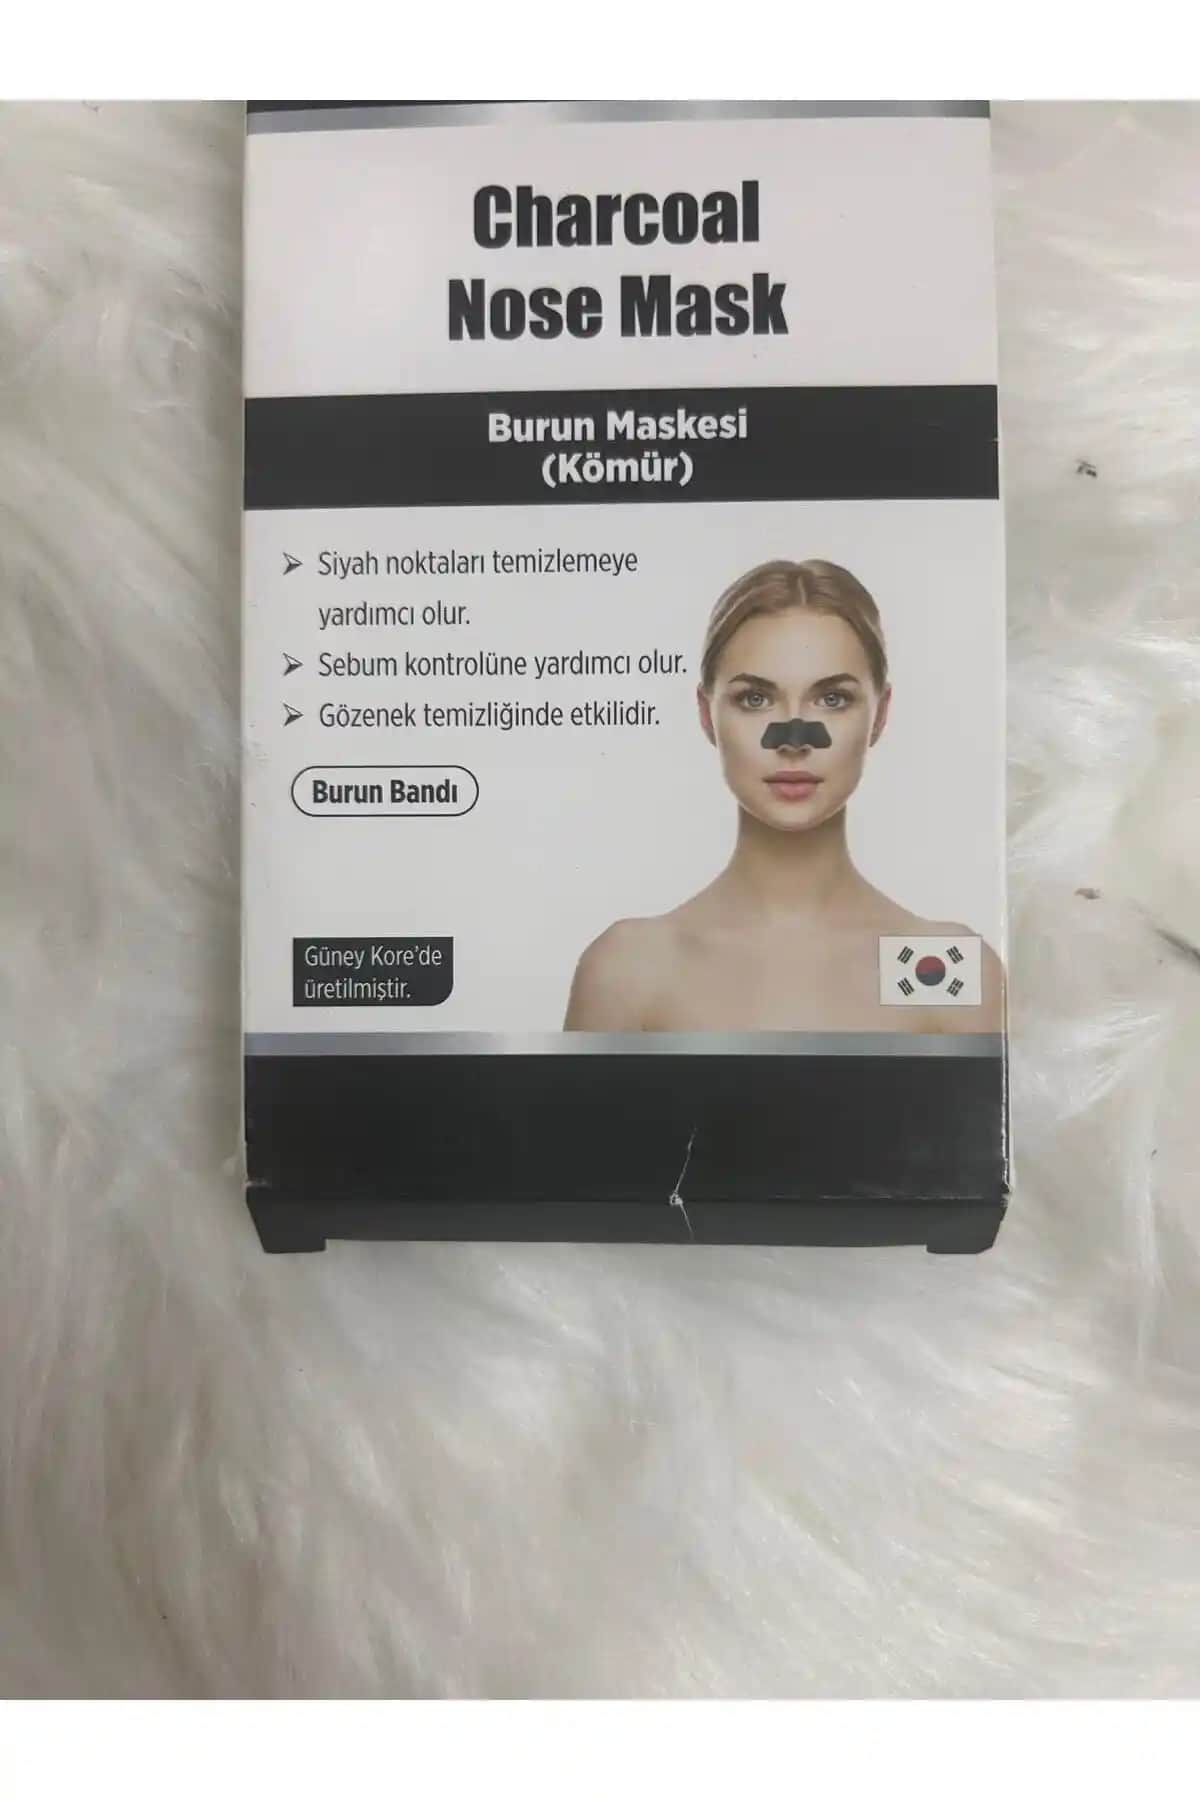 Charcoal
Nose Mask
Burun Maskesi
(Kömür)
➢ Siyah noktaları temizlemeye
yardımcı olur.
➢ Sebum kontrolüne yardımcı olur.
➢ Gözenek temizliğinde etkilidir.
Burun Bandı
Güney Kore'de
üretilmiştir.